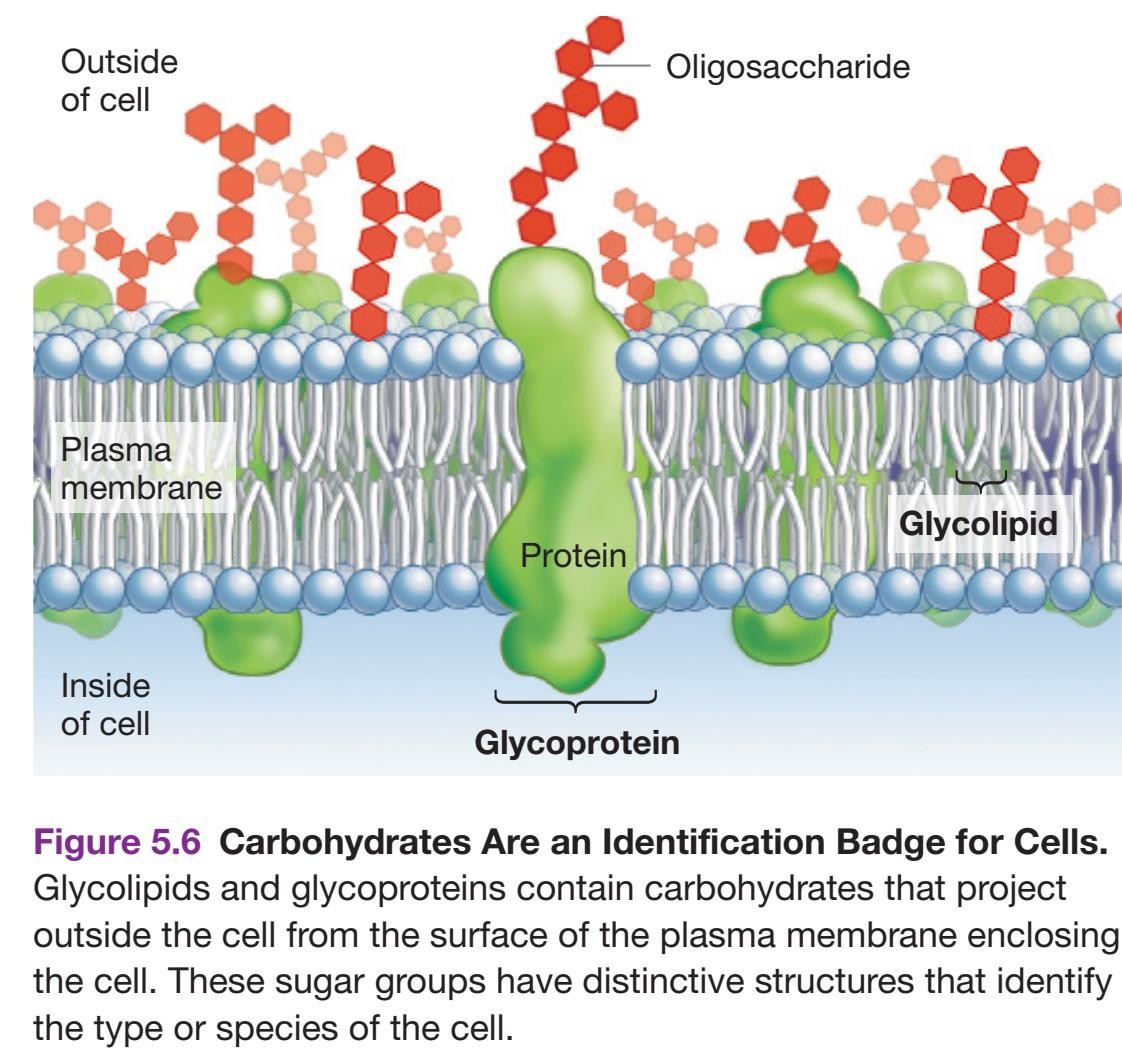 Outside
of cell
Oligosaccharide
Plasma
membrane
Glycolipid
Protein
Inside
of cell
Glycoprotein
Figure 5.6 Carbohydrates Are an Identification Badge for Cells.
Glycolipids and glycoproteins contain carbohydrates that project
outside the cell from the surface of the plasma membrane enclosing
the cell. These sugar groups have distinctive structures that identify
the type or species of the cell.